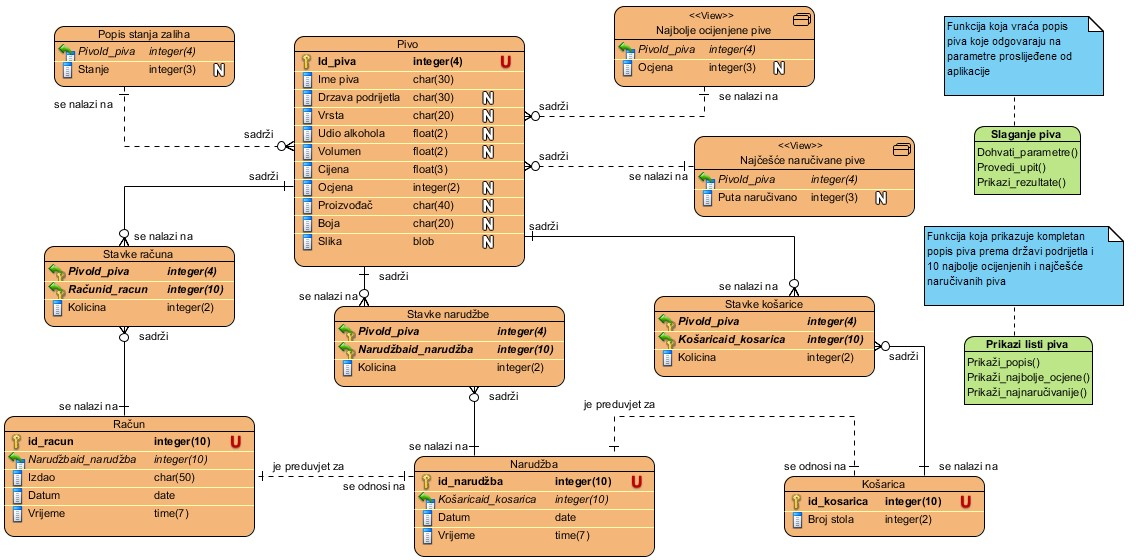 Popis stanja zaliha
PivoId_piva integer(4)
Stanje integer(3) N
se nalazi na
sadrži
Pivo
Id_piva integer(4) U
Ime piva char(30)
Drzava podrijetla char(30) N
Vrsta char(20) N
Udio alkohola float(2) N
Volumen float(2) N
Cijena float(3)
Ocjena integer(2) N
Proizvođač char(40) N
Boja char(20) N
Slika blob N
<<View>>
Najbolje ocijenjene pive
PivoId_piva integer(4)
Ocjena integer(3) N
se nalazi na
sadrži
<<View>>
Najčešće naručivane pive
PivoId_piva integer(4)
Puta naručivano integer(3) N
sadrži
se nalazi na
Funkcija koja vraća popis
piva koje odgovaraju na
parametre proslijeđene od
aplikacije
Slaganje piva
Dohvati_parametre()
Provedi_upit()
Prikazi_rezultate()
Funkcija koja prikazuje kompletan
popis piva prema državi podrijetla i
10 najbolje ocijenjenih i najčešće
naručivanih piva
Prikazi listi piva
Prikaži_popis()
Prikaži_najbolje_ocjene()
Prikaži_najnaručivanije()
sadrži
se nalazi na
Stavke računa
PivoId_piva integer(4)
Računid_racun integer(10)
Kolicina integer(2)
sadrži
se nalazi na
sadrži
se nalazi na
Stavke narudžbe
PivoId_piva integer(4)
Narudžbaid_narudžba integer(10)
Kolicina integer(2)
sadrži
se nalazi na
sadrži
se nalazi na
Stavke košarice
PivoId_piva integer(4)
Košaricaid_kosarica integer(10)
Kolicina integer(2)
sadrži
se nalazi na
Račun
id_racun integer(10) U
Narudžbaid_narudžba integer(10)
Izdao char(50)
Datum date
Vrijeme time(7)
je preduvjet za
se odnosi na
Narudžba
id_narudžba integer(10) U
Košaricaid_kosarica integer(10)
Datum date
Vrijeme time(7)
je preduvjet za
se odnosi na
Košarica
id_kosarica integer(10) U
Broj stola integer(2)